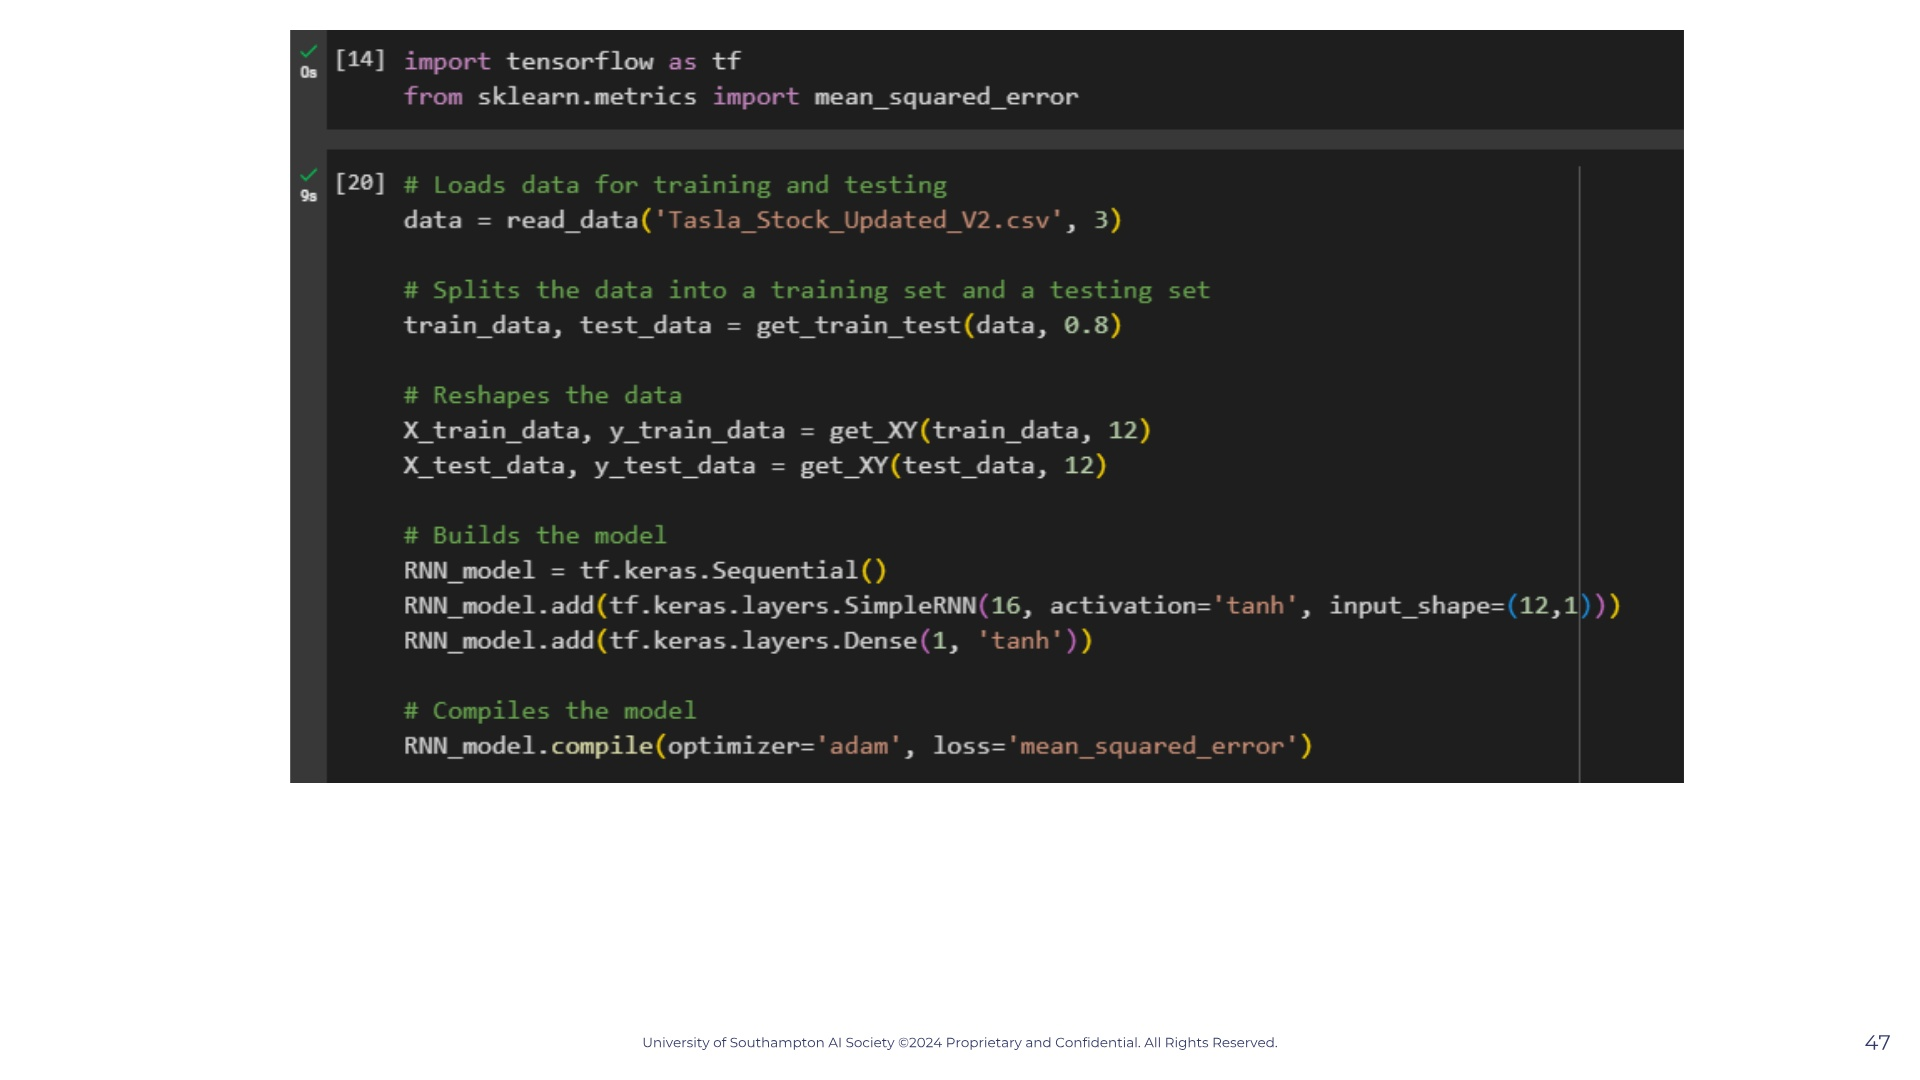 [14] import tensorflow as tf
0s
from sklearn.metrics import mean_squared_error
[20] # Loads data for training and testing
9s
data = read_data('Tasla_Stock_Updated_V2.csv', 3)
# Splits the data into a training set and a testing set
train_data, test_data = get_train_test(data, 0.8)
# Reshapes the data
X_train_data, y_train_data = get_XY(train_data, 12)
X_test_data, y_test_data = get_XY(test_data, 12)
# Builds the model
RNN_model = tf.keras.Sequential()
RNN_model.add(tf.keras.layers.SimpleRNN(16, activation='tanh', input_shape=(12,1)))
RNN_model.add(tf.keras.layers.Dense(1, 'tanh'))
# Compiles the model
RNN_model.compile(optimizer='adam', loss='mean_squared_error')
University of Southampton AI Society ©2024 Proprietary and Confidential. All Rights Reserved.
47